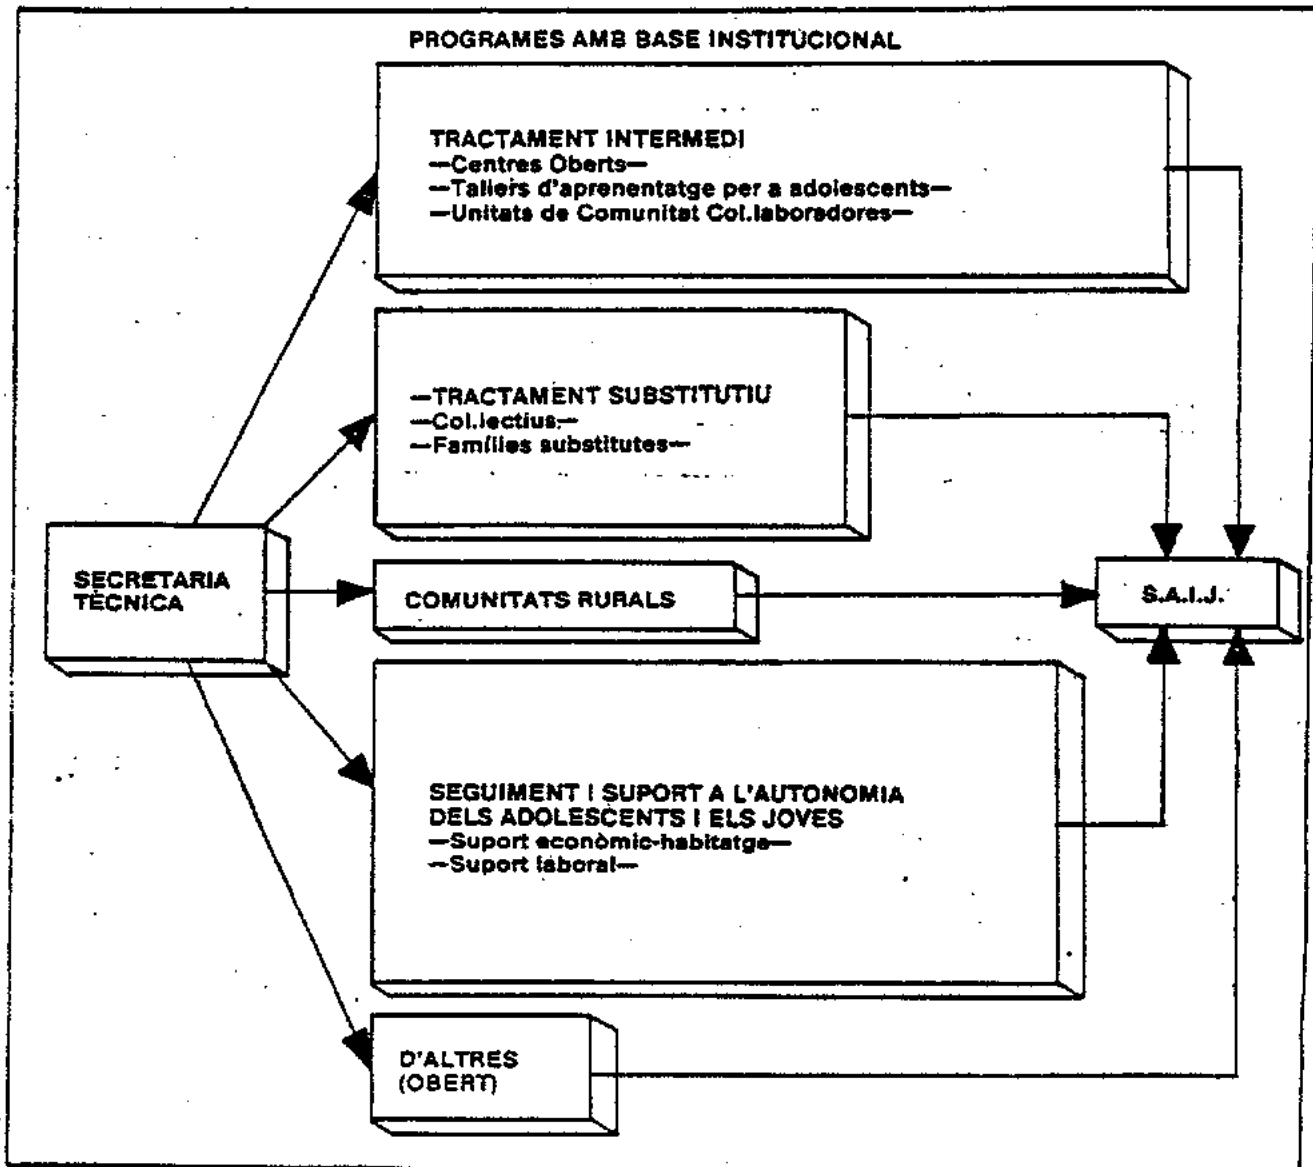 PROGRAMES AMB BASE INSTITUCIONAL
TRACTAMENT INTERMEDI
—Centres Oberts—
—Tallers d'aprenentatge per a adolescents—
—Unitats de Comunitat Col.laboradores—
—TRACTAMENT SUBSTITUTIU
—Col.lectius—
—Famílies substitutes—
SECRETARIA
TÈCNICA
COMUNITATS RURALS
S.A.I.J.
SEGUIMENT I SUPORT A L'AUTONOMIA
DELS ADOLESCENTS I ELS JOVES
—Suport econòmic-habitatge—
—Suport laboral—
D'ALTRES
(OBERT)